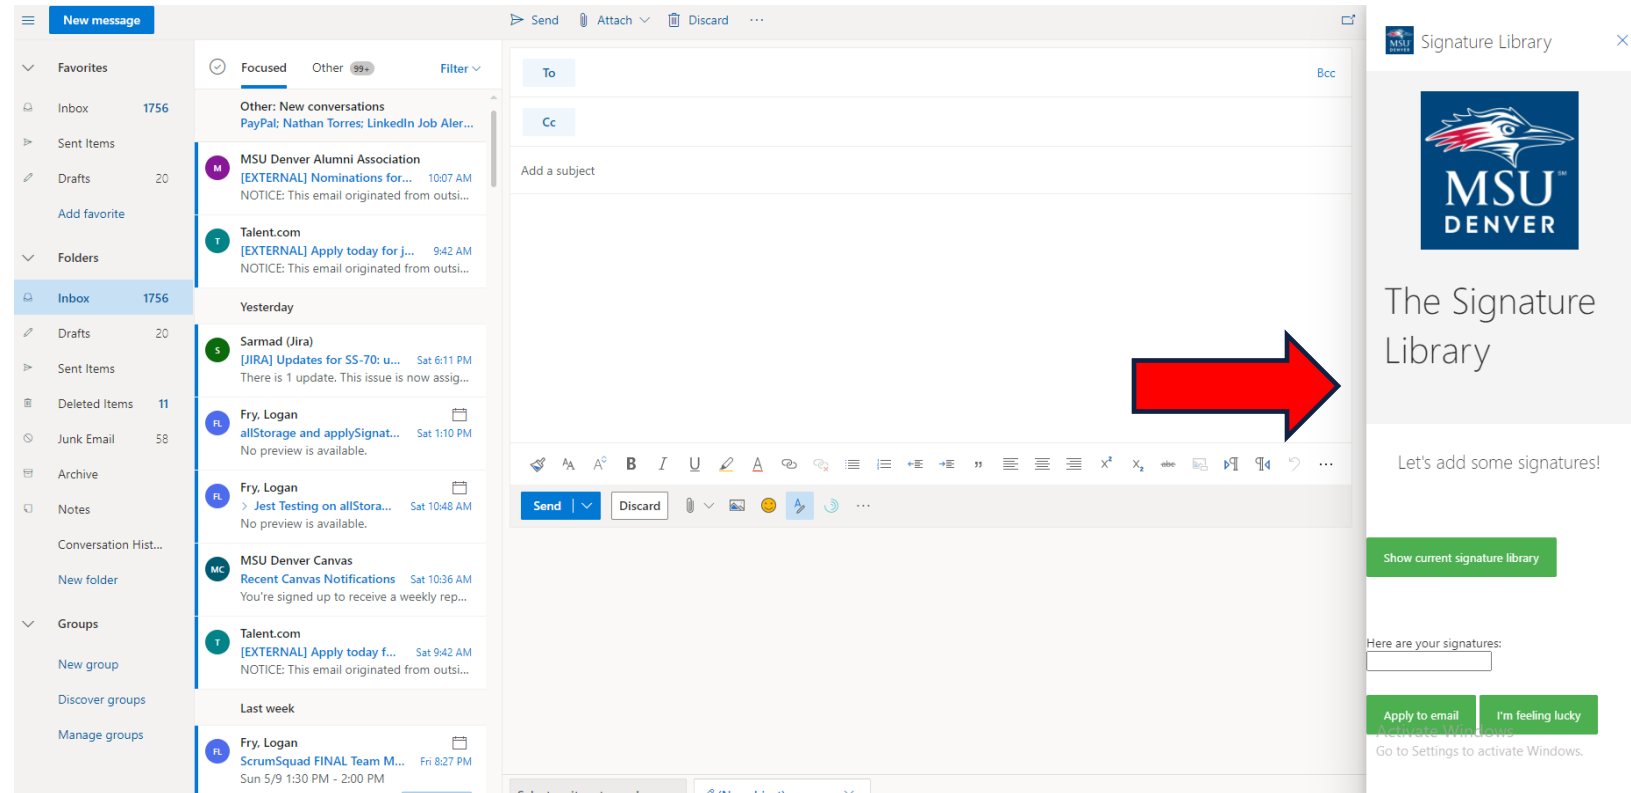 New message
Favorites
Inbox 1756
Sent Items
Drafts 20
Add favorite
Folders
Inbox 1756
Drafts 20
Sent Items
Deleted Items 11
Junk Email 58
Archive
Notes
Conversation Hist...
New folder
Groups
New group
Discover groups
Manage groups
Focused Other 99+ Filter
Other: New conversations
PayPal; Nathan Torres; LinkedIn Job Aler...
M
MSU Denver Alumni Association
[EXTERNAL] Nominations for... 10:07 AM
NOTICE: This email originated from outsi...
T
Talent.com
[EXTERNAL] Apply today for j... 9:42 AM
NOTICE: This email originated from outsi...
Yesterday
S
Sarmad (Jira)
[JIRA] Updates for SS-70: u... Sat 6:11 PM
There is 1 update. This issue is now assig...
FL
Fry, Logan
allStorage and applySignat... Sat 1:10 PM
No preview is available.
FL
Fry, Logan
> Jest Testing on allStora... Sat 10:48 AM
No preview is available.
MC
MSU Denver Canvas
Recent Canvas Notifications Sat 10:36 AM
You're signed up to receive a weekly rep...
T
Talent.com
[EXTERNAL] Apply today f... Sat 9:42 AM
NOTICE: This email originated from outsi...
Last week
FL
Fry, Logan
ScrumSquad FINAL Team M... Fri 8:27 PM
Sun 5/9 1:30 PM - 2:00 PM
Send Attach Discard ...
To Bcc
Cc
Add a subject
Send Discard
MSU DENVER
Signature Library
MSU SM
DENVER
The Signature
Library
Let's add some signatures!
Show current signature library
Here are your signatures:
Apply to email I'm feeling lucky
Activate Windows
Go to Settings to activate Windows.